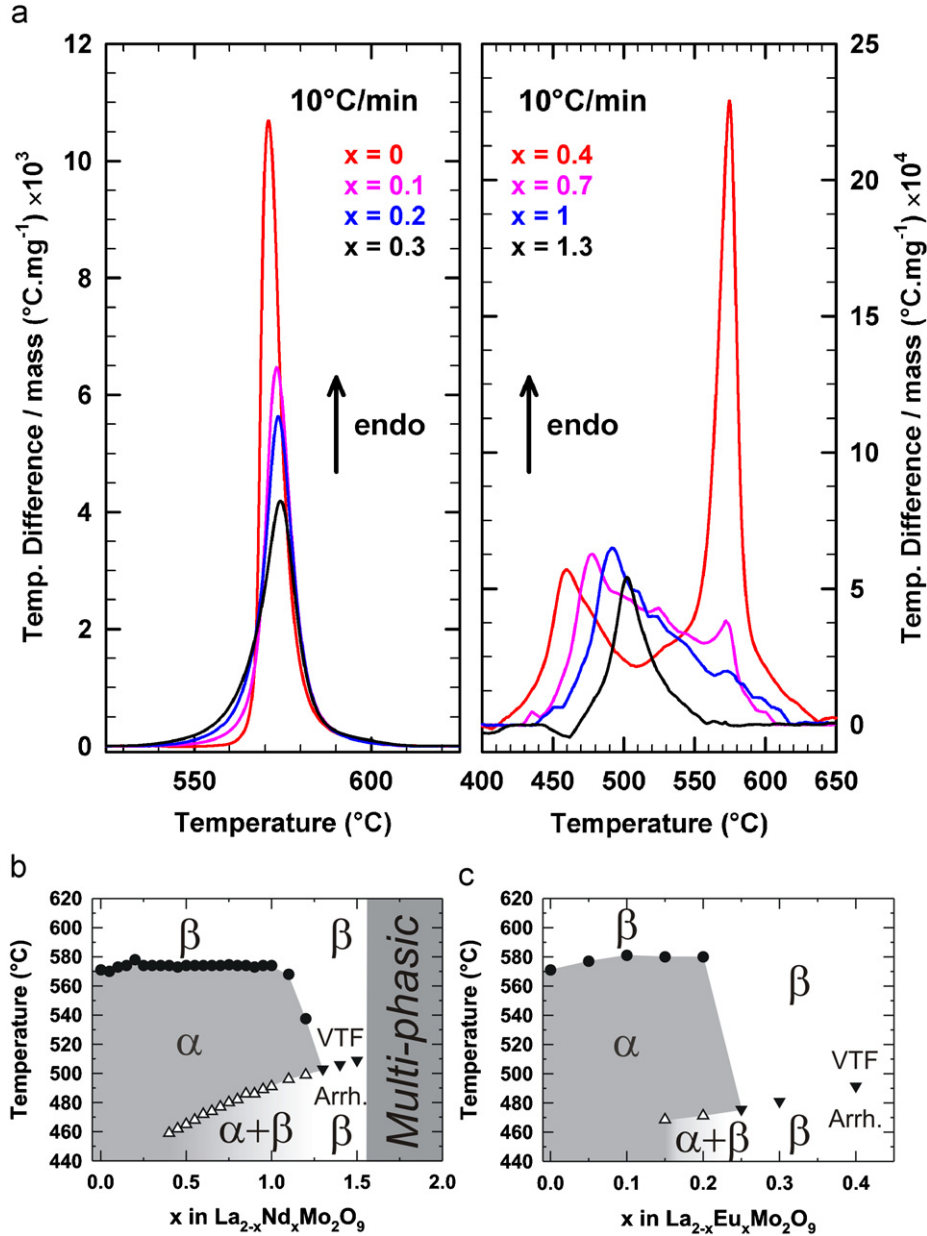 a
12
10
8
6
4
2
0
Temp. Difference / mass (°C.mg⁻¹) ×10³
10°C/min
x = 0
x = 0.1
x = 0.2
x = 0.3
endo
550
600
Temperature (°C)
10°C/min
x = 0.4
x = 0.7
x = 1
x = 1.3
endo
25
20
15
10
5
0
Temp. Difference / mass (°C.mg⁻¹) ×10⁴
400 450 500 550 600 650
Temperature (°C)
b
620
600
580
560
540
520
500
480
460
440
Temperature (°C)
β
β
α
VTF
Arrh.
α+β
β
Multi-phasic
0.0 0.5 1.0 1.5 2.0
x in La₂₋ₓNdₓMo₂O₉
c
620
600
580
560
540
520
500
480
460
440
Temperature (°C)
β
β
α
VTF
Arrh.
α+β
β
0.0 0.1 0.2 0.3 0.4
x in La₂₋ₓEuₓMo₂O₉